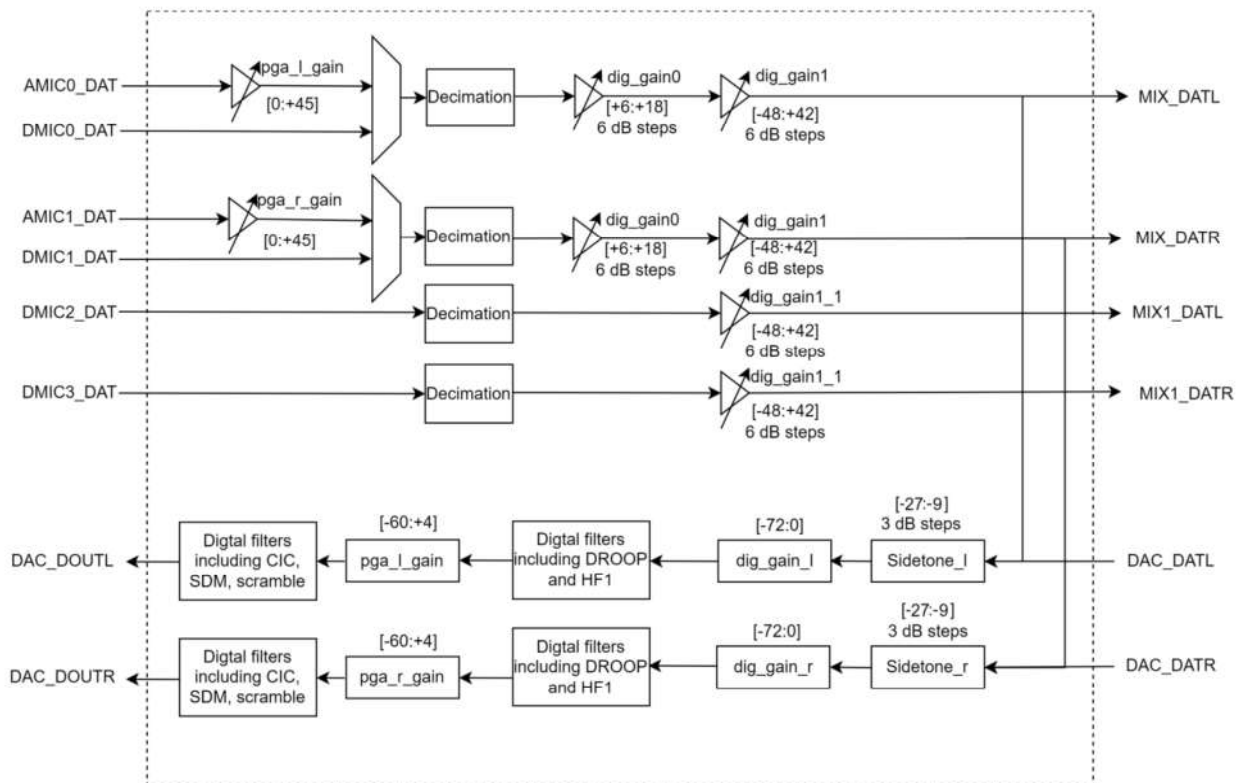 AMIC0_DAT
pga_l_gain
[0:+45]
DMIC0_DAT
Decimation
dig_gain0
[+6:+18]
6 dB steps
dig_gain1
[-48:+42]
6 dB steps
MIX_DATL
AMIC1_DAT
pga_r_gain
[0:+45]
DMIC1_DAT
Decimation
dig_gain0
[+6:+18]
6 dB steps
dig_gain1
[-48:+42]
6 dB steps
MIX_DATR
DMIC2_DAT
Decimation
dig_gain1_1
[-48:+42]
6 dB steps
MIX1_DATL
DMIC3_DAT
Decimation
dig_gain1_1
[-48:+42]
6 dB steps
MIX1_DATR
DAC_DOUTL
Digtal filters
including CIC,
SDM, scramble
[-60:+4]
pga_l_gain
Digtal filters
including DROOP
and HF1
[-72:0]
dig_gain_l
[-27:-9]
3 dB steps
Sidetone_l
DAC_DATL
DAC_DOUTR
Digtal filters
including CIC,
SDM, scramble
[-60:+4]
pga_r_gain
Digtal filters
including DROOP
and HF1
[-72:0]
dig_gain_r
[-27:-9]
3 dB steps
Sidetone_r
DAC_DATR